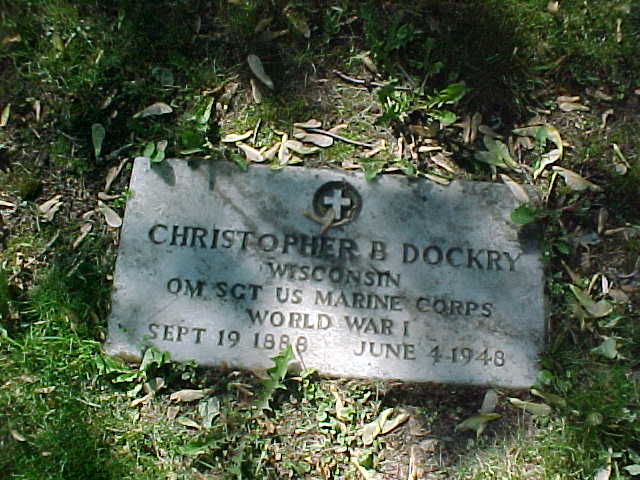 CHRISTOPHER B DOCKRY
WISCONSIN
QM SGT US MARINE CORPS
WORLD WAR I
SEPT 19 1888 JUNE 4 1948